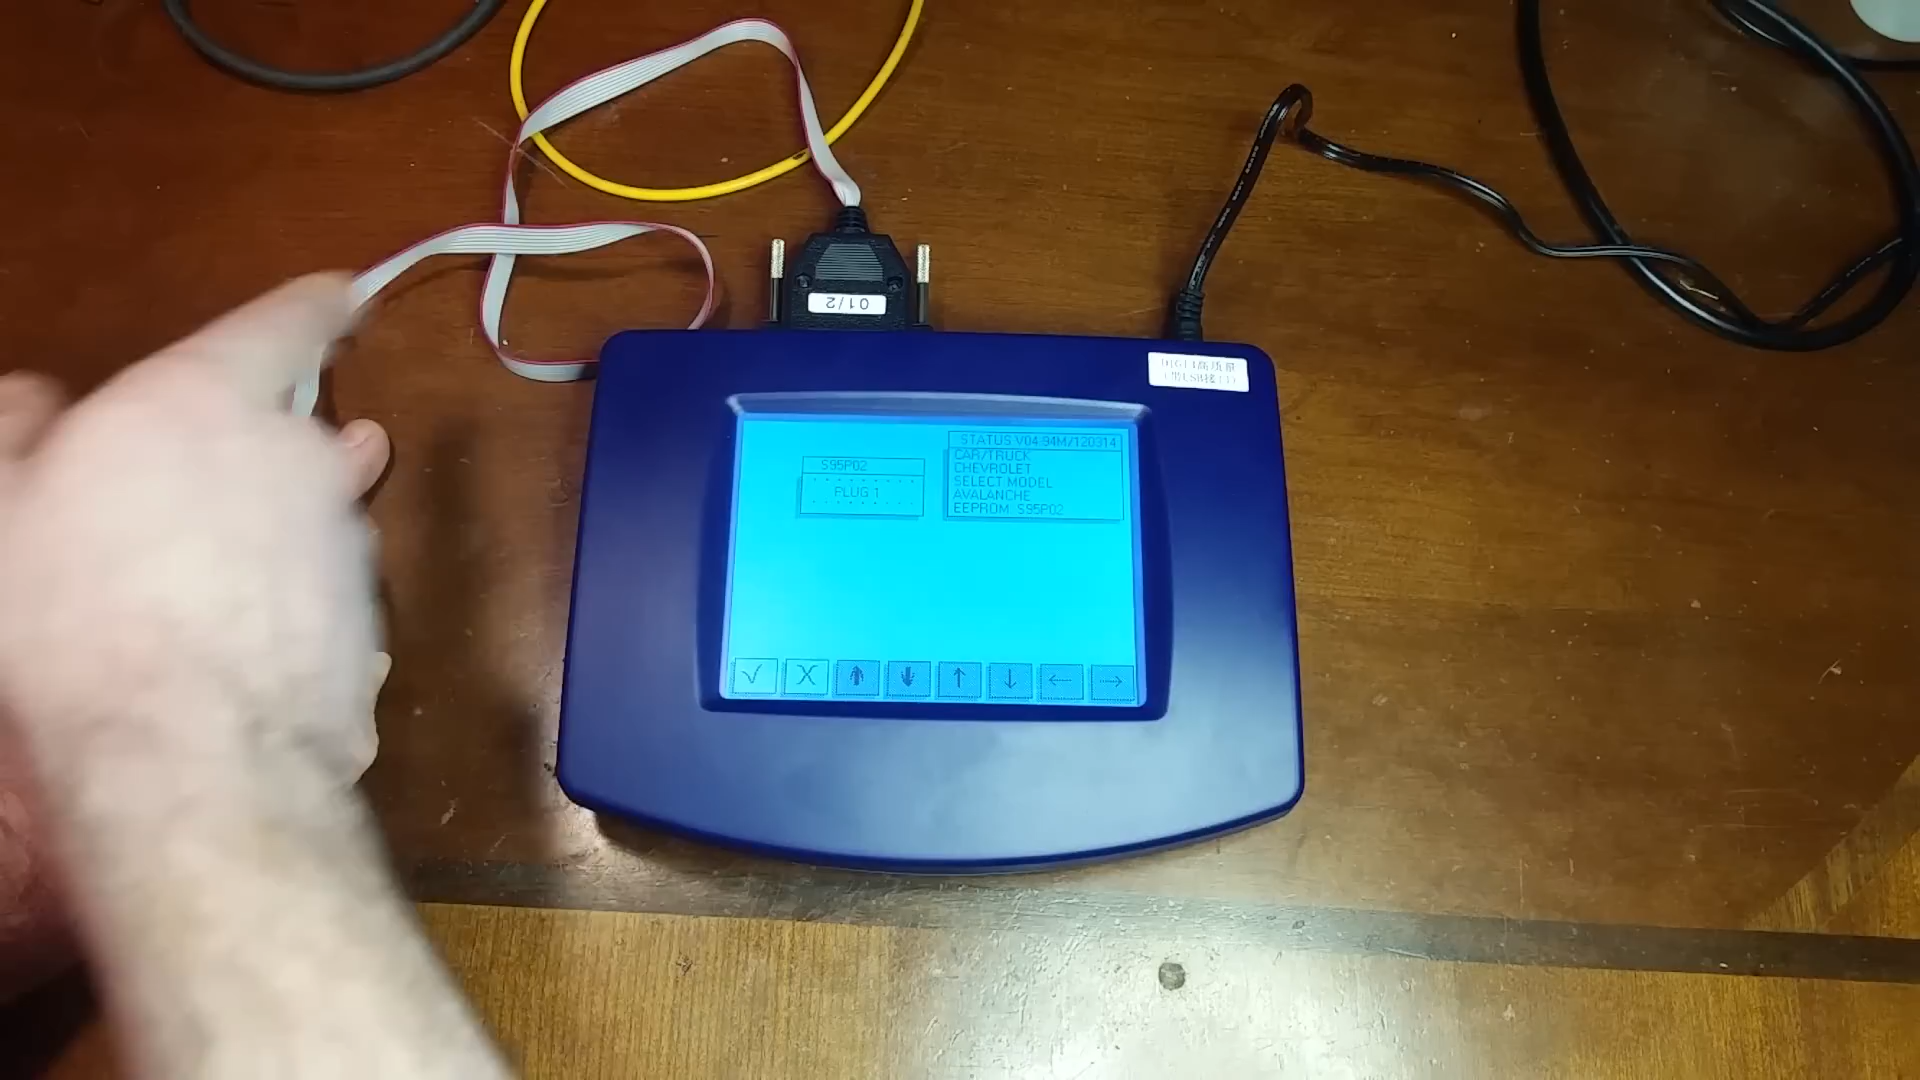 01/2
S95P02
PLUG 1
STATUS V04.94M/120314
CAR/TRUCK
CHEVROLET
SELECT MODEL
AVALANCHE
EEPROM S95P02